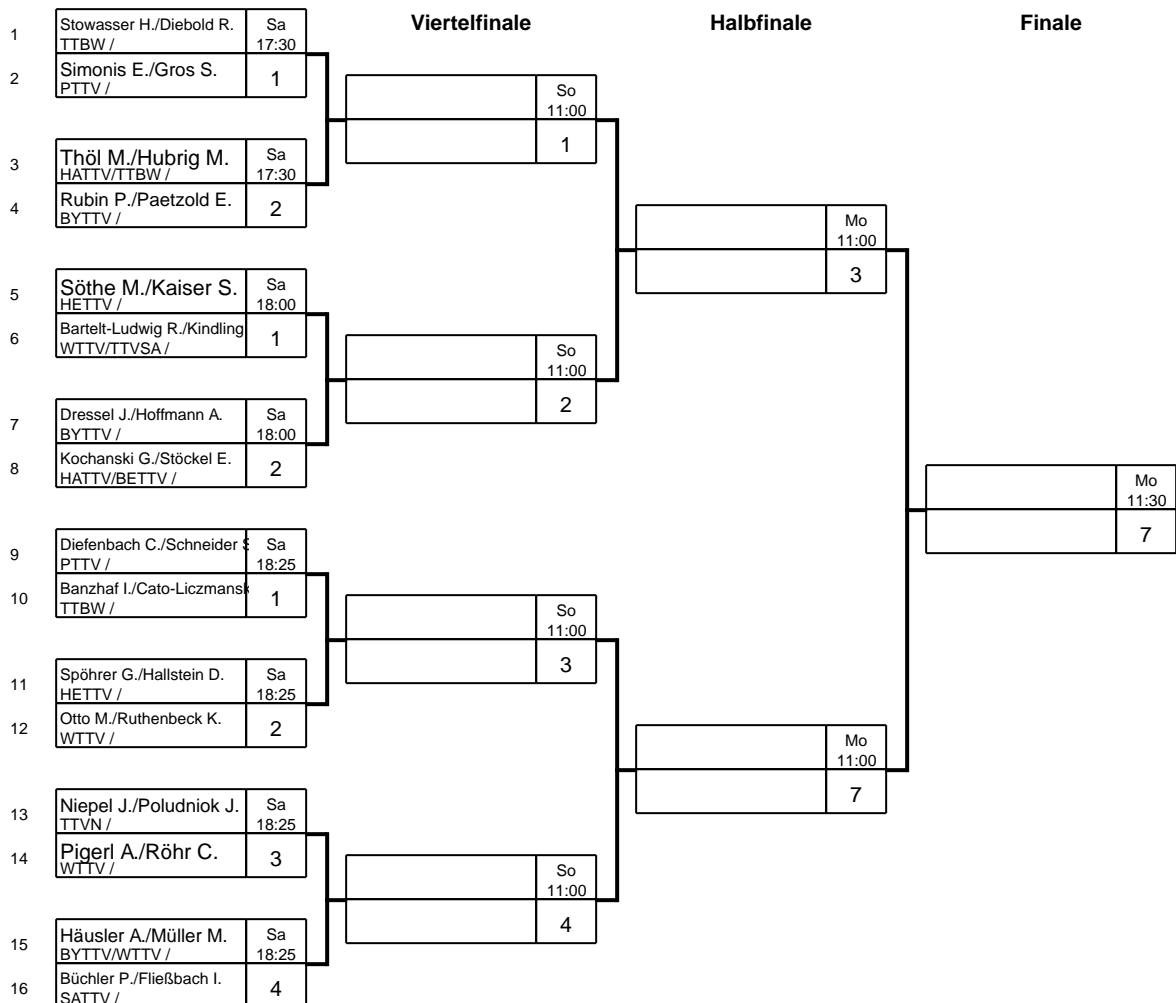 Viertelfinale Halbfinale Finale
1 Stowasser H./Diebold R. Sa
TTBW / 17:30
2 Simonis E./Gros S. 1
PTTV /
So
11:00
1
3 Thöl M./Hubrig M. Sa
HATTV/TTBW / 17:30
4 Rubin P./Paetzold E. 2
BYTTV /
Mo
11:00
3
5 Söthe M./Kaiser S. Sa
HETTV / 18:00
6 Bartelt-Ludwig R./Kindling 1
WTTV/TTVSA /
So
11:00
2
7 Dressel J./Hoffmann A. Sa
BYTTV / 18:00
8 Kochanski G./Stöckel E. 2
HATTV/BETTV /
Mo
11:30
7
9 Diefenbach C./Schneider Sa
PTTV / 18:25
10 Banzhaf I./Cato-Liczmansk 1
TTBW /
So
11:00
3
11 Spöhrer G./Hallstein D. Sa
HETTV / 18:25
12 Otto M./Ruthenbeck K. 2
WTTV /
Mo
11:00
7
13 Niepel J./Poludniok J. Sa
TTVN / 18:25
14 Pigerl A./Röhr C. 3
WTTV /
So
11:00
4
15 Häusler A./Müller M. Sa
BYTTV/WTTV / 18:25
16 Büchler P./Fließbach I. 4
SATTV /